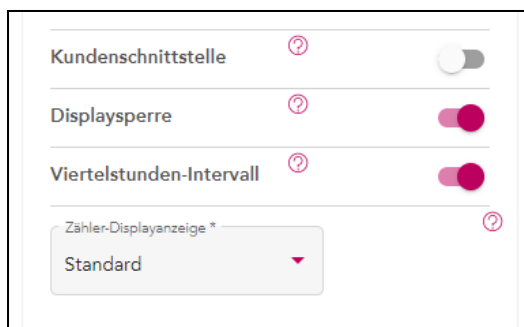 Kundenschnittstelle ?
Displaysperre ?
Viertelstunden-Intervall ?
Zähler-Displayanzeige * ?
Standard